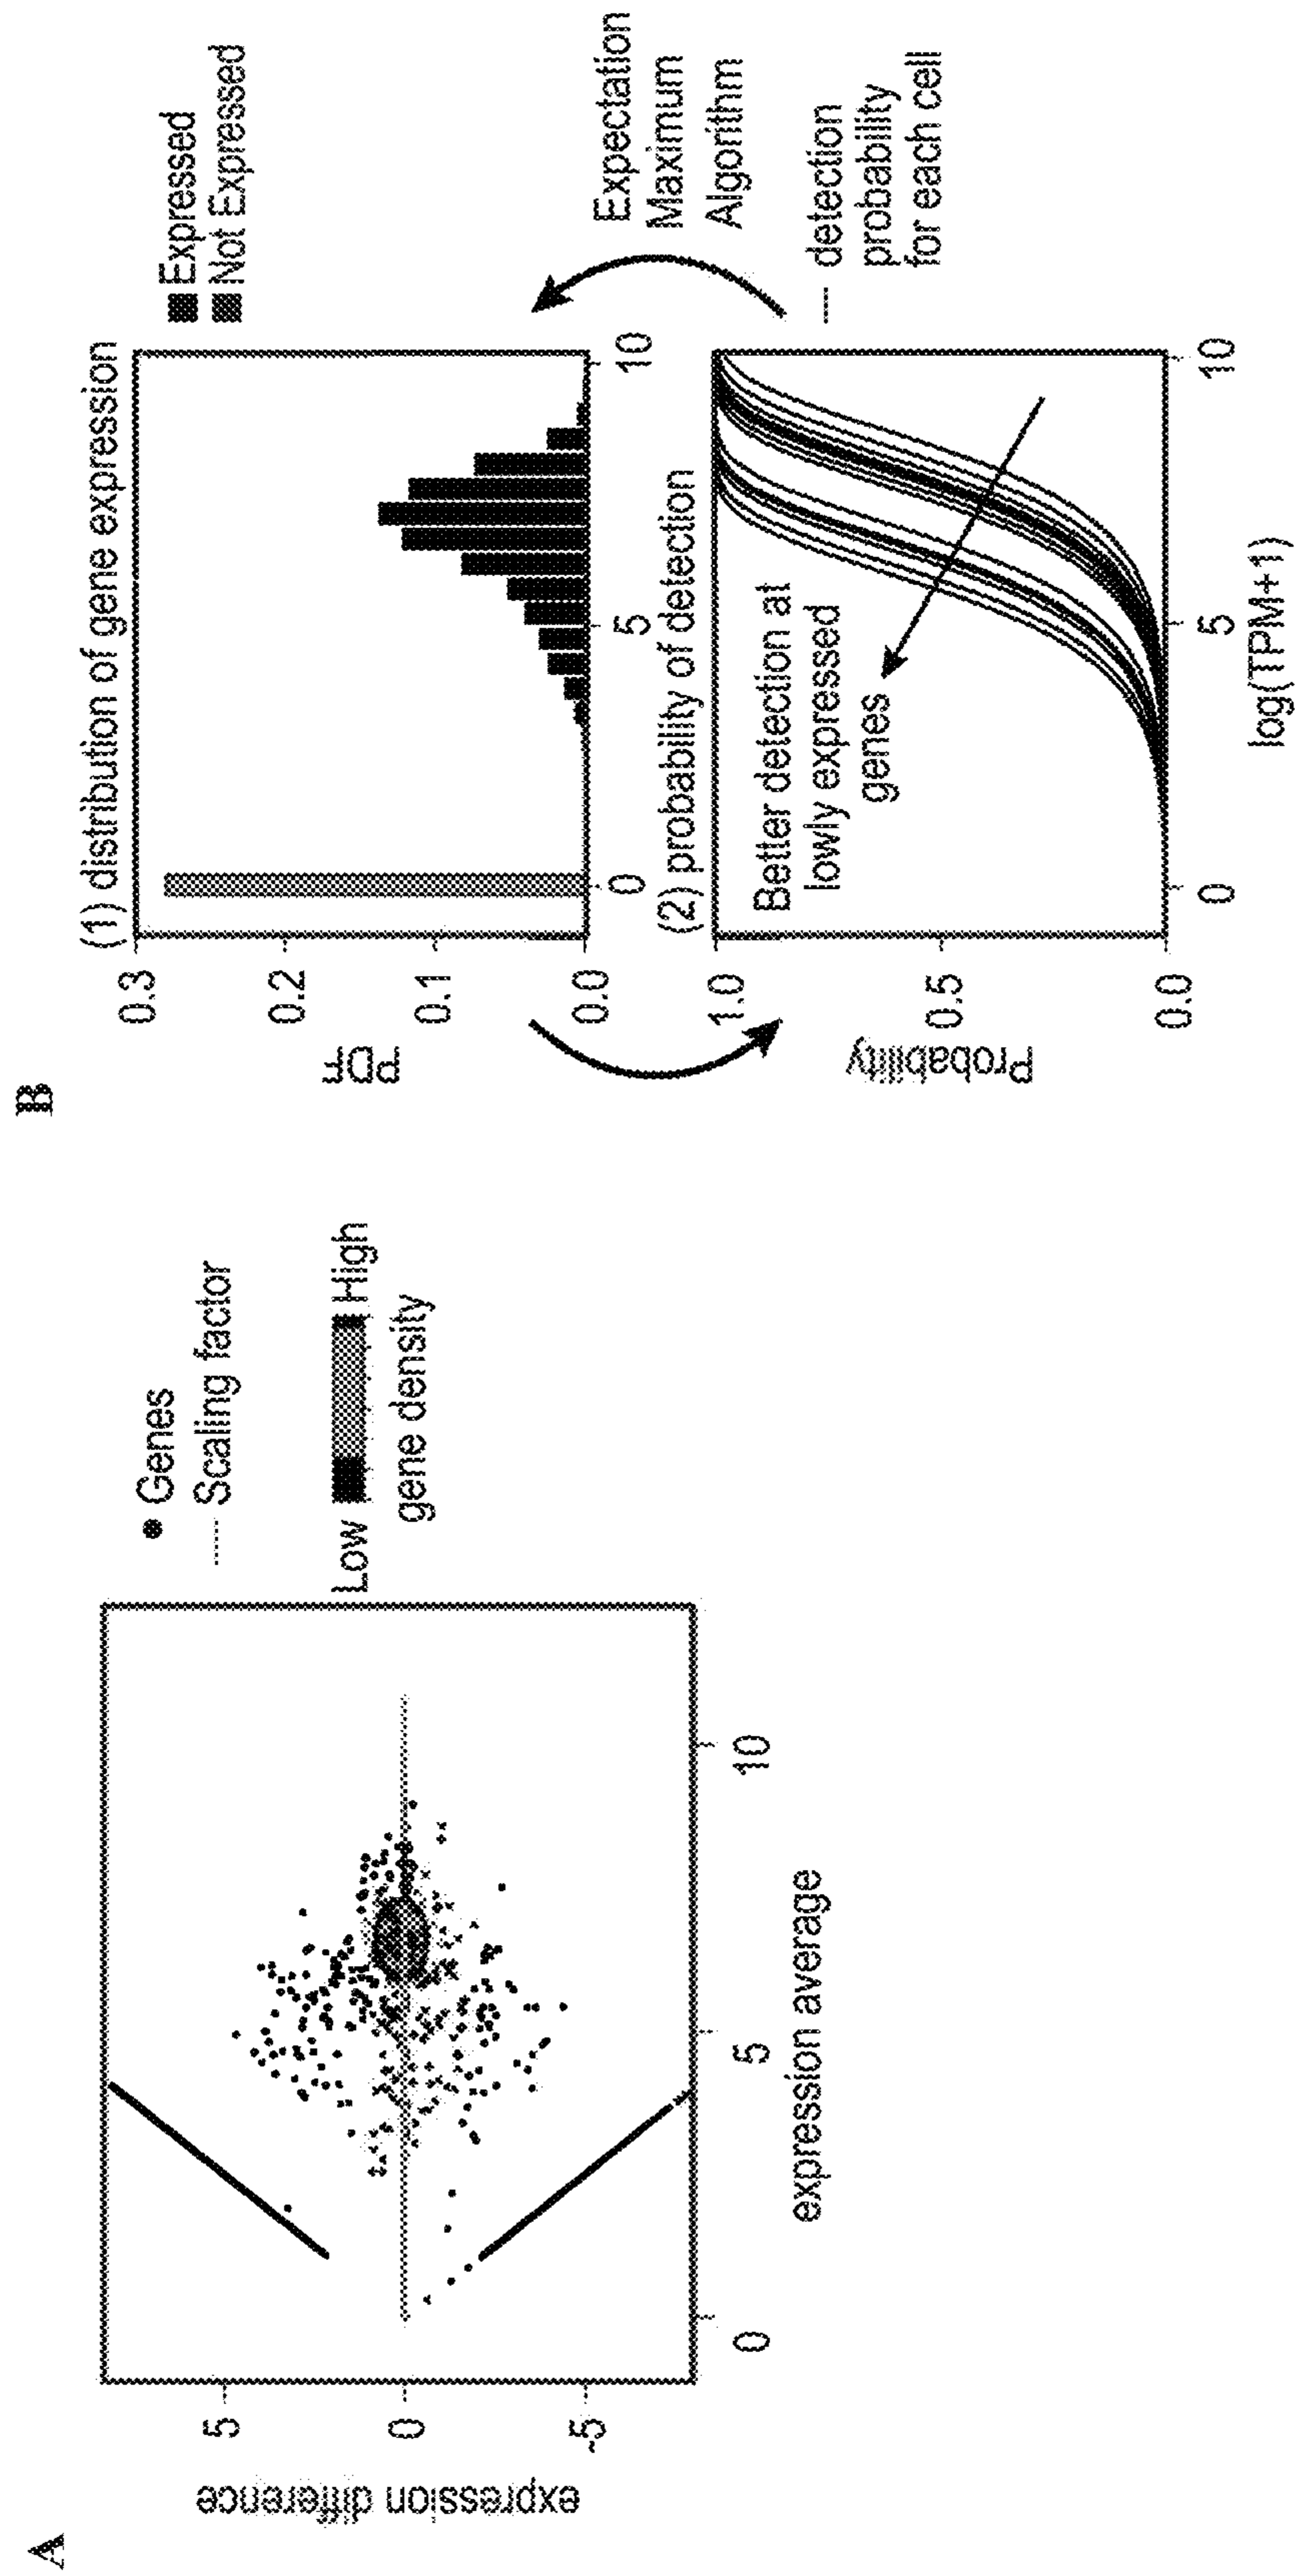 A
expression difference
5
0
-5
0
5
10
expression average
Genes
Scaling factor
Low
High
gene density
B
(1) distribution of gene expression
PDF
0.3
0.2
0.1
0.0
0
5
10
Expressed
Not Expressed
Expectation
Maximum
Algorithm
(2) probability of detection
Probability
1.0
0.5
0.0
Better detection at
lowly expressed
genes
0
5
10
log(TPM+1)
detection
probability
for each cell